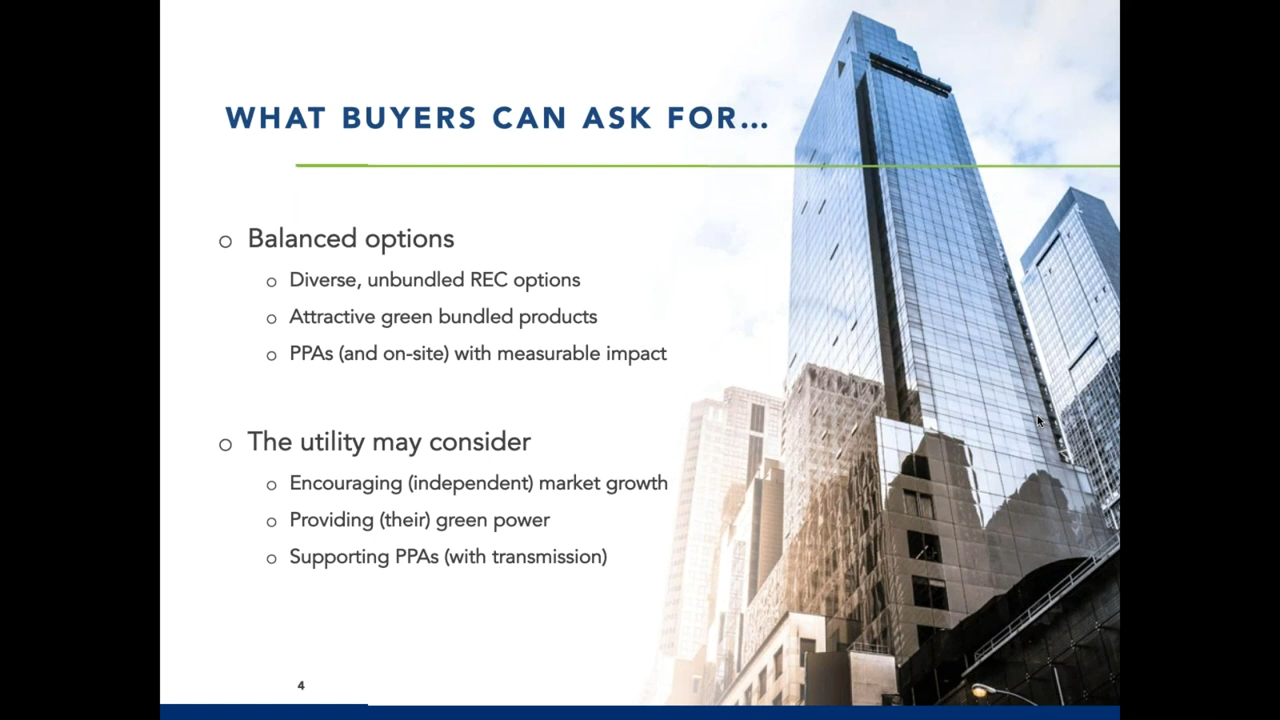 WHAT BUYERS CAN ASK FOR...
o Balanced options
o Diverse, unbundled REC options
o Attractive green bundled products
o PPAs (and on-site) with measurable impact
o The utility may consider
o Encouraging (independent) market growth
o Providing (their) green power
o Supporting PPAs (with transmission)
4